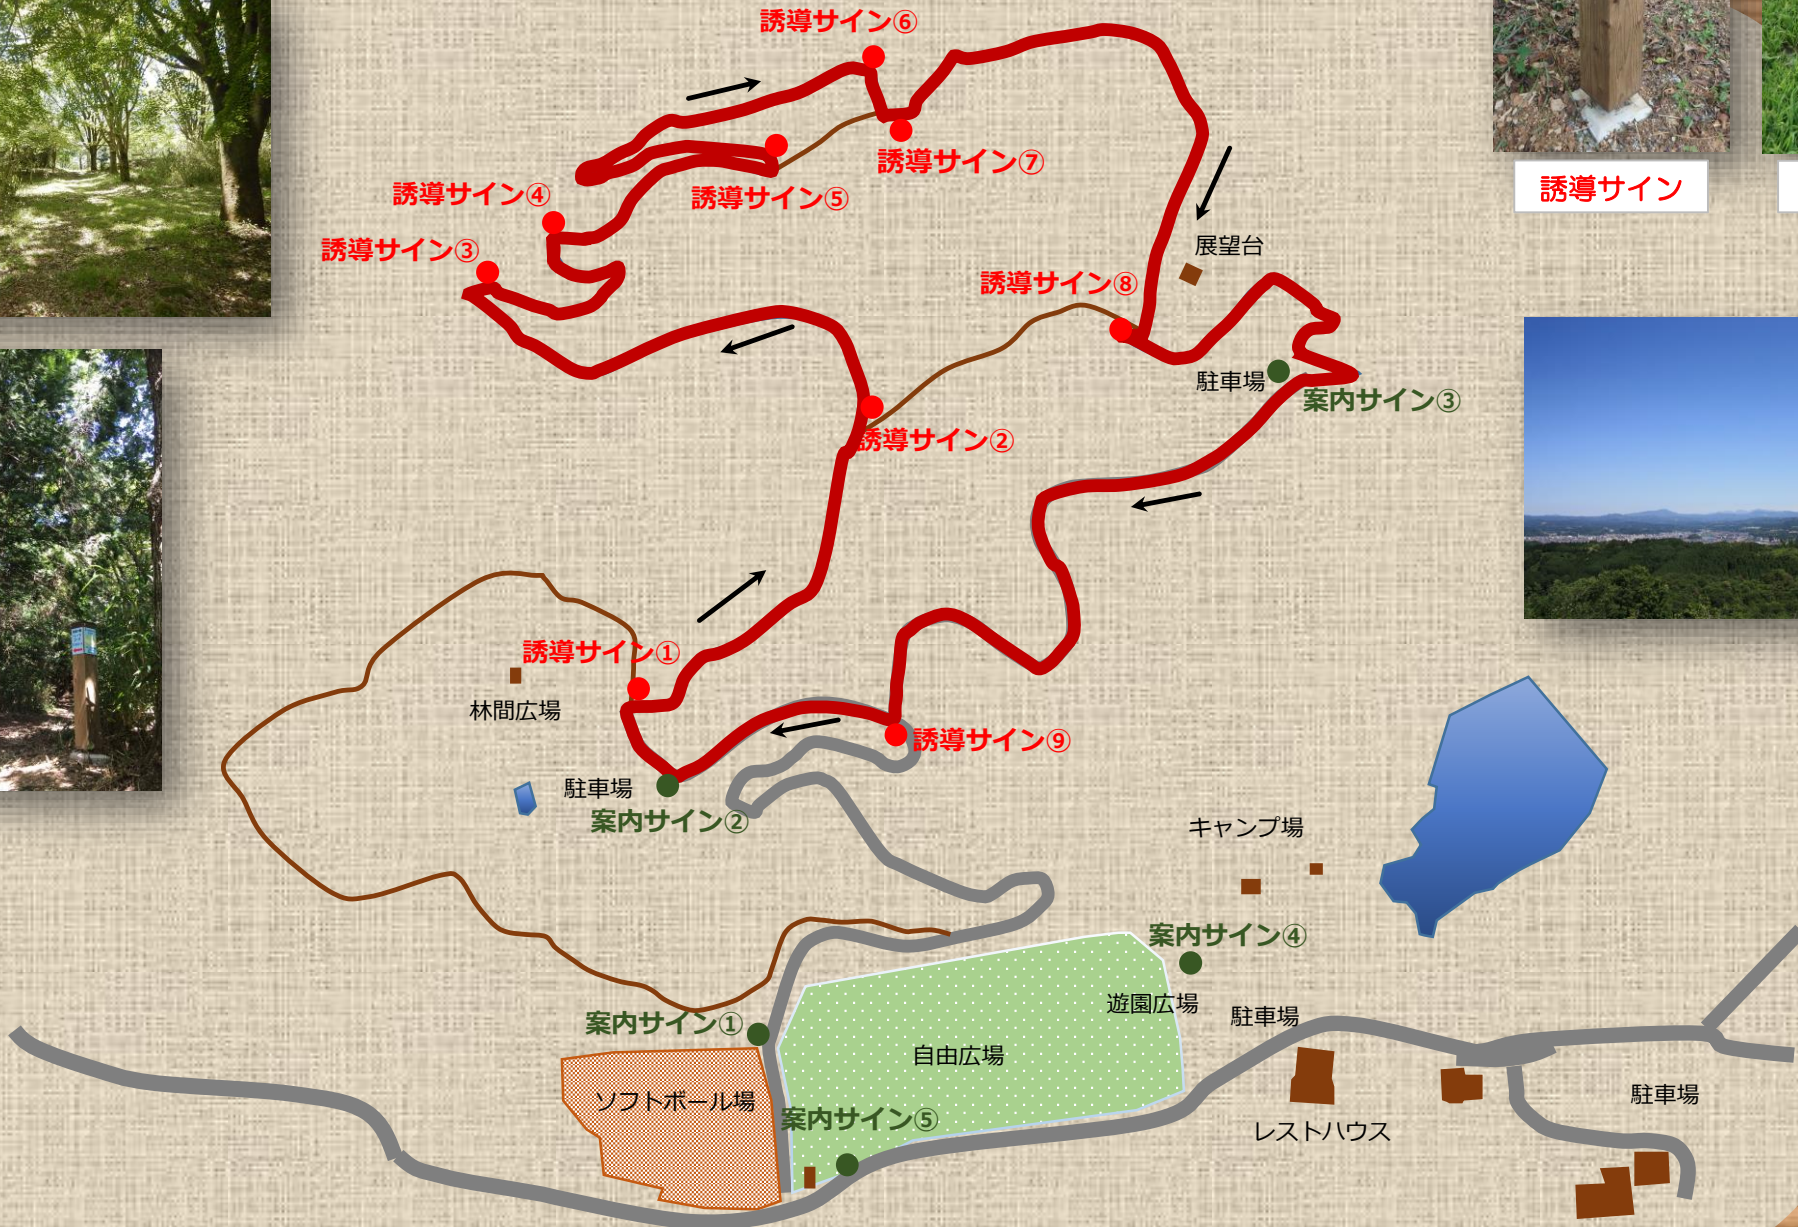 誘導サイン⑥
誘導サイン⑦
誘導サイン
誘導サイン④
誘導サイン⑤
誘導サイン③
展望台
誘導サイン⑧
駐車場
案内サイン③
誘導サイン②
誘導サイン①
林間広場
誘導サイン⑨
駐車場
案内サイン②
キャンプ場
案内サイン④
遊園広場
駐車場
案内サイン①
自由広場
ソフトボール場
案内サイン⑤
駐車場
レストハウス